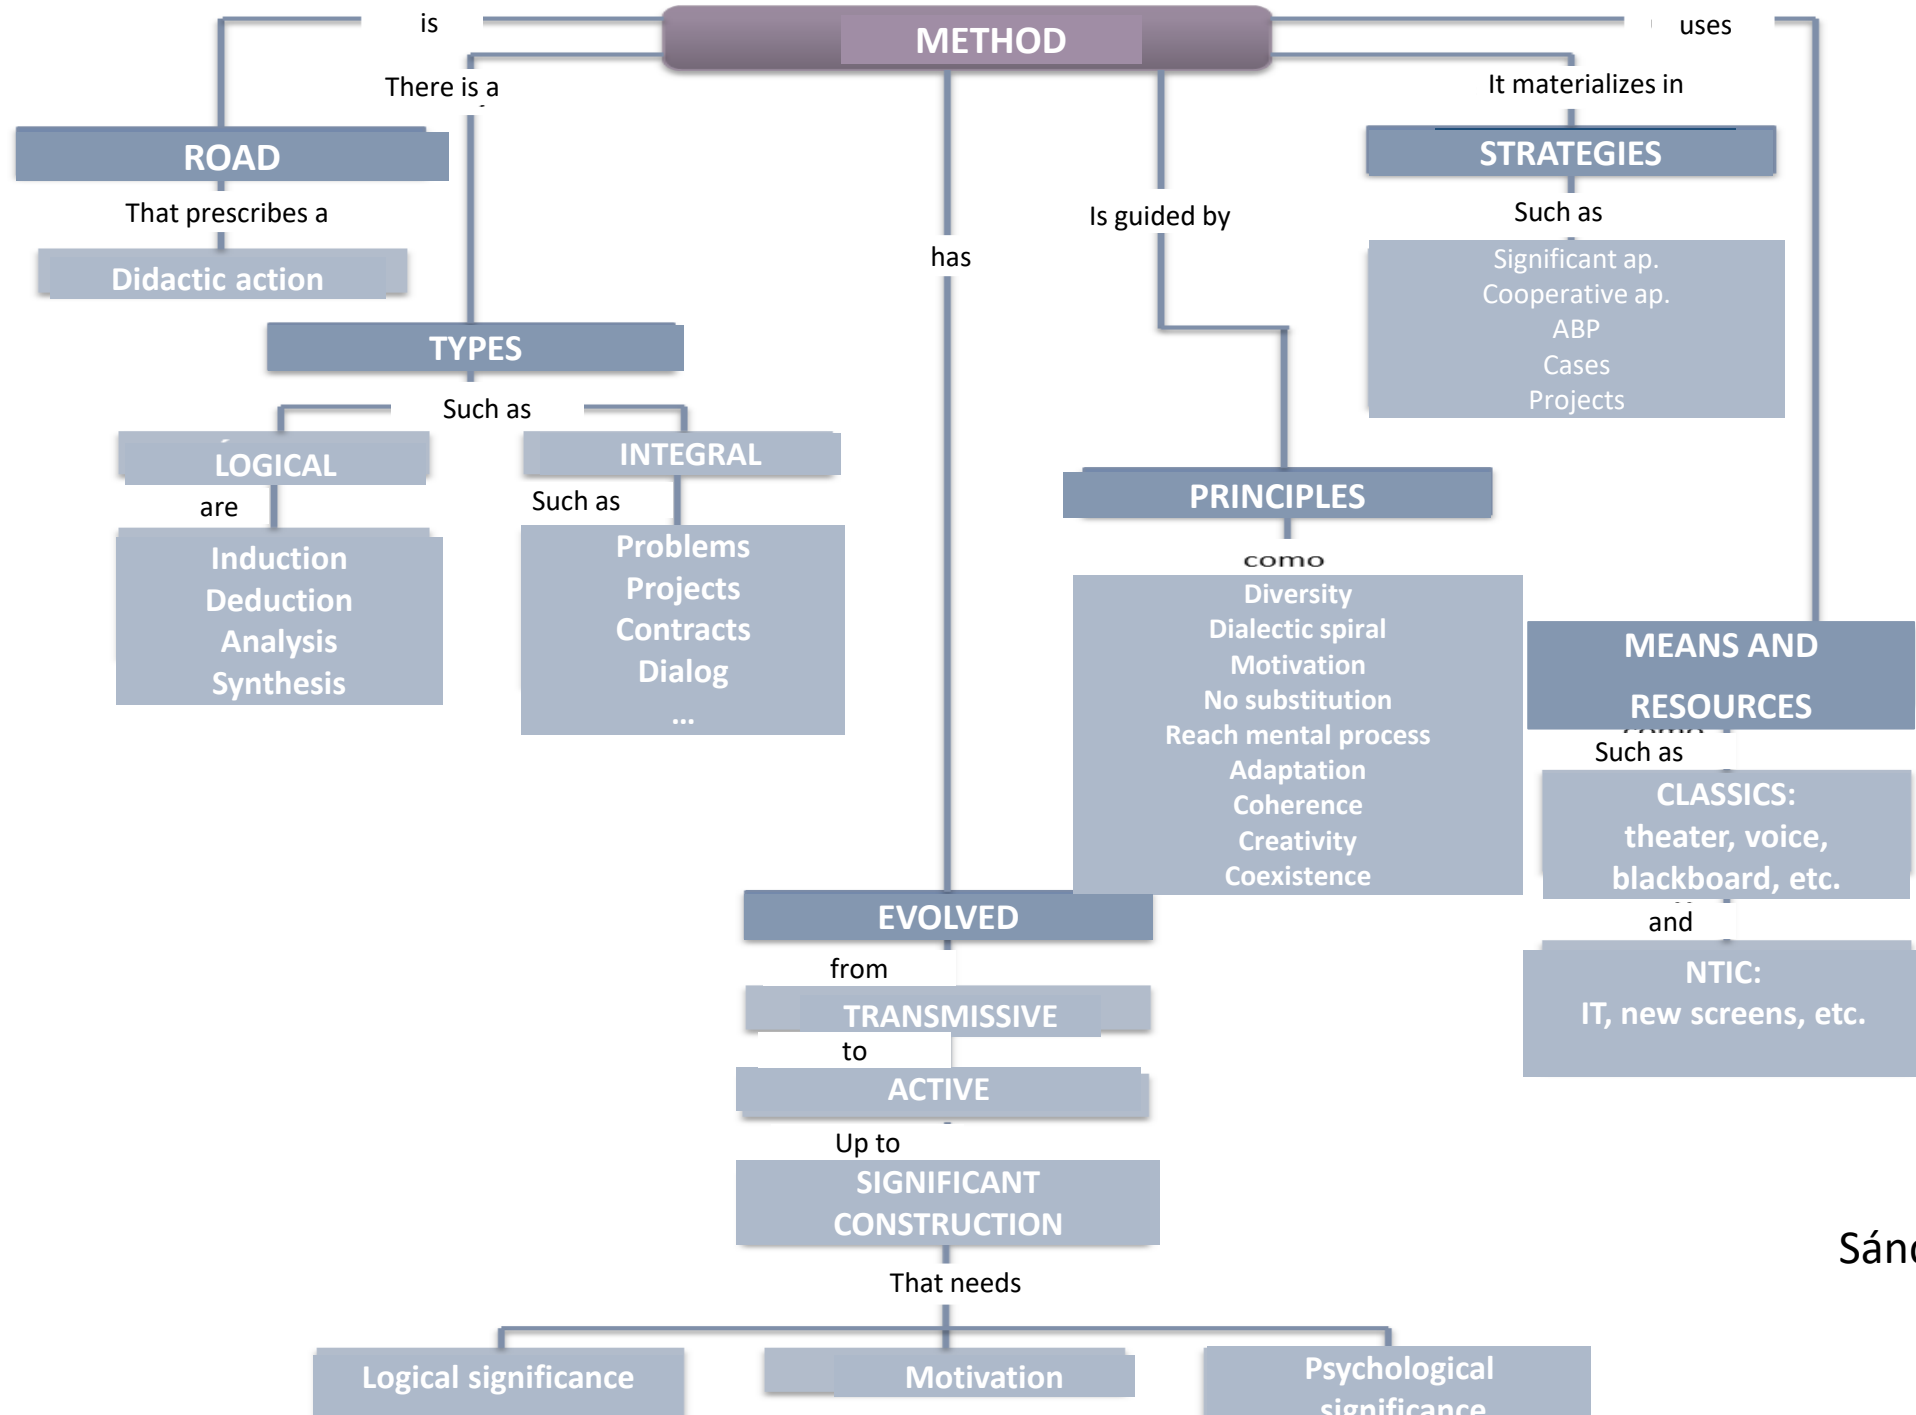 METHOD
is
uses
There is a
It materializes in
ROAD
STRATEGIES
That prescribes a
Such as
Is guided by
has
Didactic action
Significant ap.
Cooperative ap.
ABP
Cases
Projects
TYPES
Such as
LOGICAL
INTEGRAL
are
Such as
Induction
Deduction
Analysis
Synthesis
Problems
Projects
Contracts
Dialog
...
PRINCIPLES
como
Diversity
Dialectic spiral
Motivation
No substitution
Reach mental process
Adaptation
Coherence
Creativity
Coexistence
MEANS AND
RESOURCES
como
Such as
CLASSICS:
theater, voice,
blackboard, etc.
and
NTIC:
IT, new screens, etc.
EVOLVED
from
TRANSMISSIVE
to
ACTIVE
Up to
SIGNIFICANT
CONSTRUCTION
That needs
Logical significance
Motivation
Psychological
significance